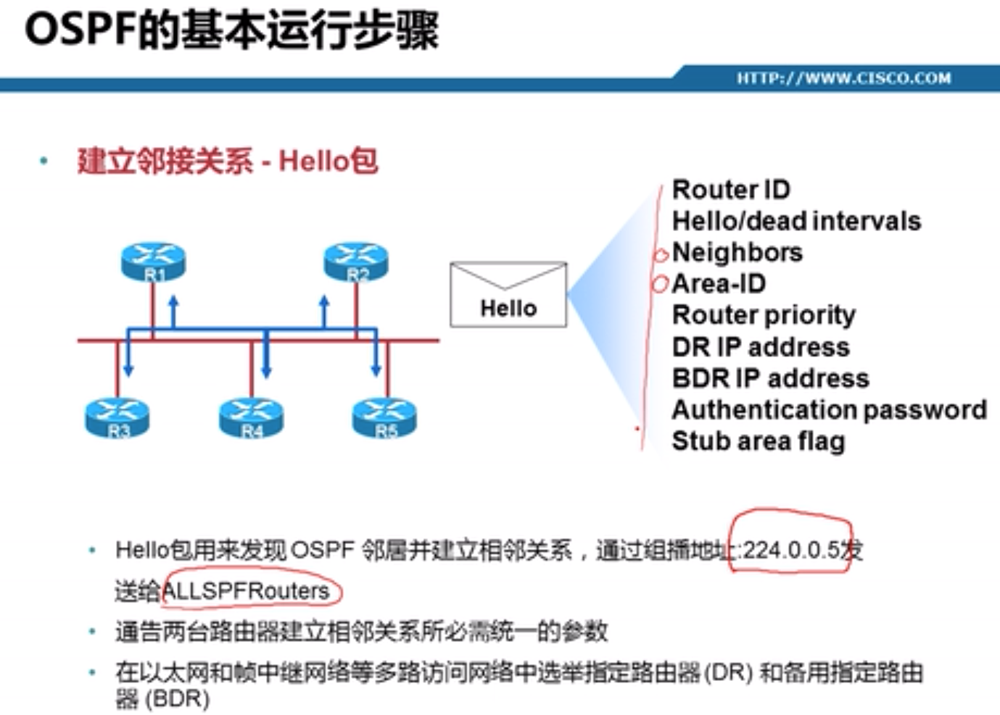 OSPF的基本运行步骤
HTTP://WWW.CISCO.COM
建立邻接关系 - Hello包
R1
R2
R3
R4
R5
Hello
Router ID
Hello/dead intervals
Neighbors
Area-ID
Router priority
DR IP address
BDR IP address
Authentication password
Stub area flag
Hello包用来发现 OSPF 邻居并建立相邻关系，通过组播地址:224.0.0.5发
送给ALLSPFRouters
通告两台路由器建立相邻关系所必需统一的参数
在以太网和帧中继网络等多路访问网络中选举指定路由器(DR) 和备用指定路由
器 (BDR)